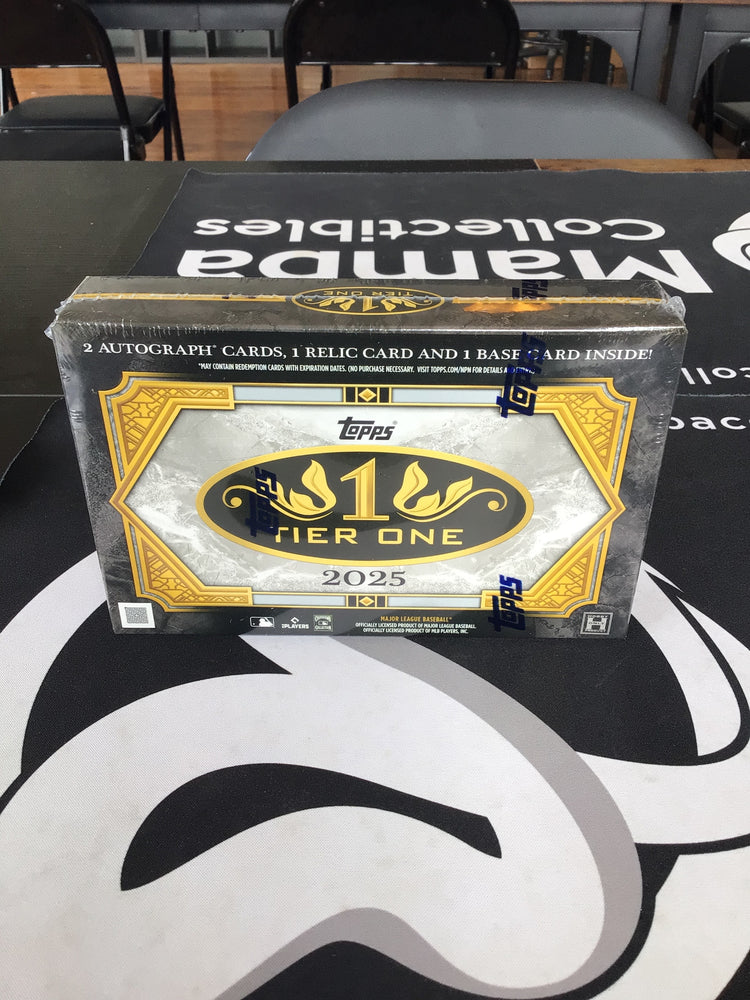 Mamba
Collectibles
TIER ONE
2 AUTOGRAPH* CARDS, 1 RELIC CARD AND 1 BASE CARD INSIDE!
*MAY CONTAIN REDEMPTION CARDS WITH EXPIRATION DATES. (NO PURCHASE NECESSARY. VISIT TOPPS.COM/NPN FOR DETAILS
topps
topps
1
topps
TIER ONE
2025
topps
MAJOR LEAGUE BASEBALL®
PLAYERS
OFFICIALLY LICENSED PRODUCT OF MAJOR LEAGUE BASEBALL.
OFFICIALLY LICENSED PRODUCT OF MLB PLAYERS, INC.